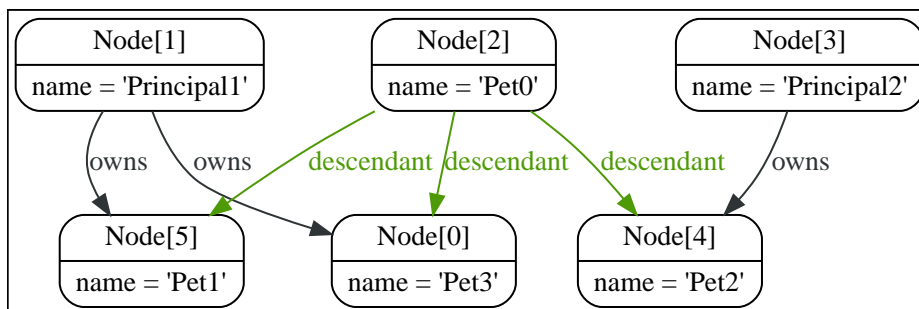 Node[1]
name = 'Principal1'
Node[2]
name = 'Pet0'
Node[3]
name = 'Principal2'
owns
owns
descendant
descendant
descendant
owns
Node[5]
name = 'Pet1'
Node[0]
name = 'Pet3'
Node[4]
name = 'Pet2'